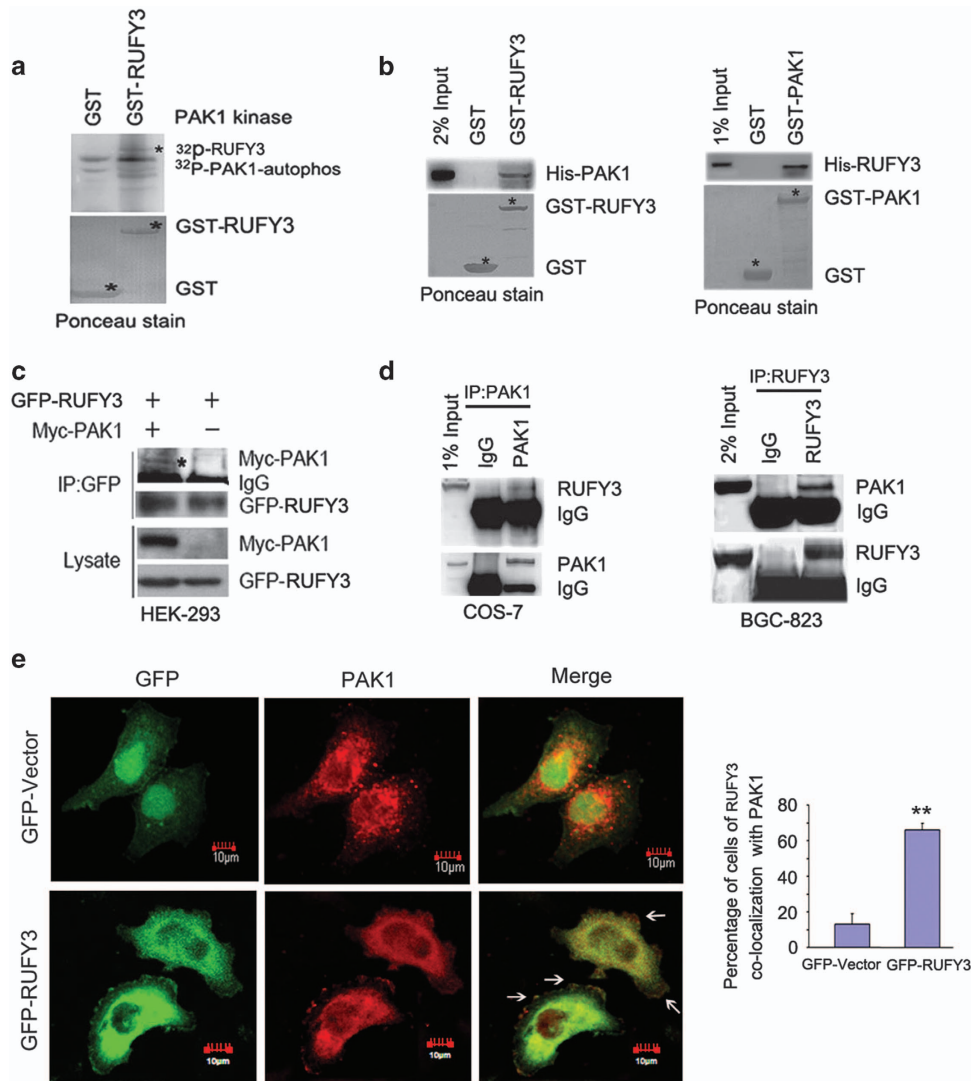 a
GST
GST-RUFY3
PAK1 kinase
*
32p-RUFY3
32P-PAK1-autophos
*
GST-RUFY3
*
GST
Ponceau stain
b
2% Input
GST
GST-RUFY3
His-PAK1
*
GST-RUFY3
*
GST
Ponceau stain
1% Input
GST
GST-PAK1
His-RUFY3
*
GST-PAK1
*
GST
Ponceau stain
c
GFP-RUFY3 + +
Myc-PAK1 + −
IP:GFP
*
Myc-PAK1
IgG
GFP-RUFY3
Lysate
Myc-PAK1
GFP-RUFY3
HEK-293
d
IP:PAK1
1% Input
IgG
PAK1
RUFY3
IgG
PAK1
IgG
COS-7
IP:RUFY3
2% Input
IgG
RUFY3
PAK1
IgG
RUFY3
IgG
BGC-823
e
GFP
PAK1
Merge
GFP-Vector
10µm
10µm
10µm
GFP-RUFY3
10µm
10µm
10µm
Percentage of cells of RUFY3
co-localization with PAK1
80
60
40
20
0
**
GFP-Vector
GFP-RUFY3